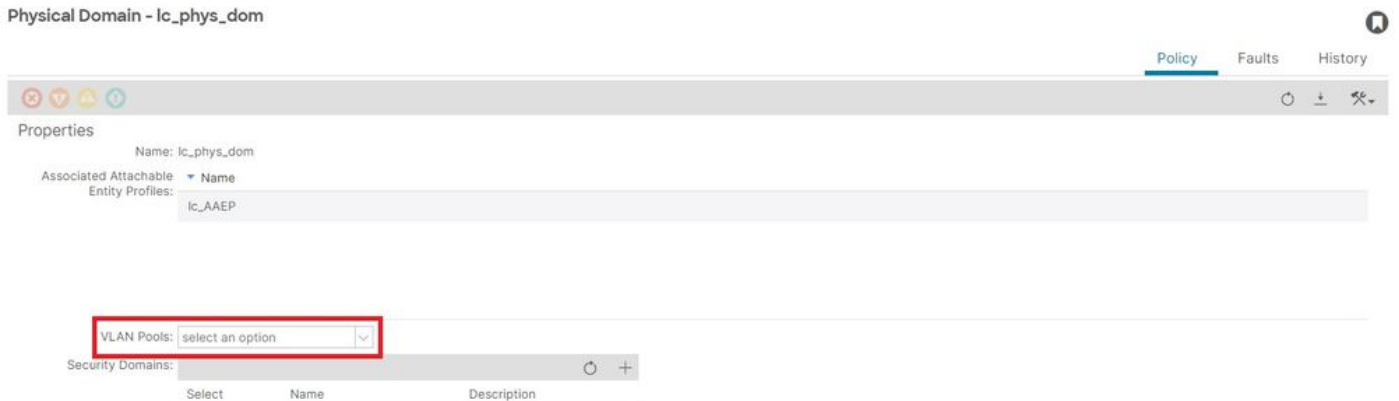 Physical Domain - lc_phys_dom
Policy Faults History
Properties
Name: lc_phys_dom
Associated Attachable Entity Profiles:
Name
lc_AAEP
VLAN Pools: select an option
Security Domains:
Select Name Description